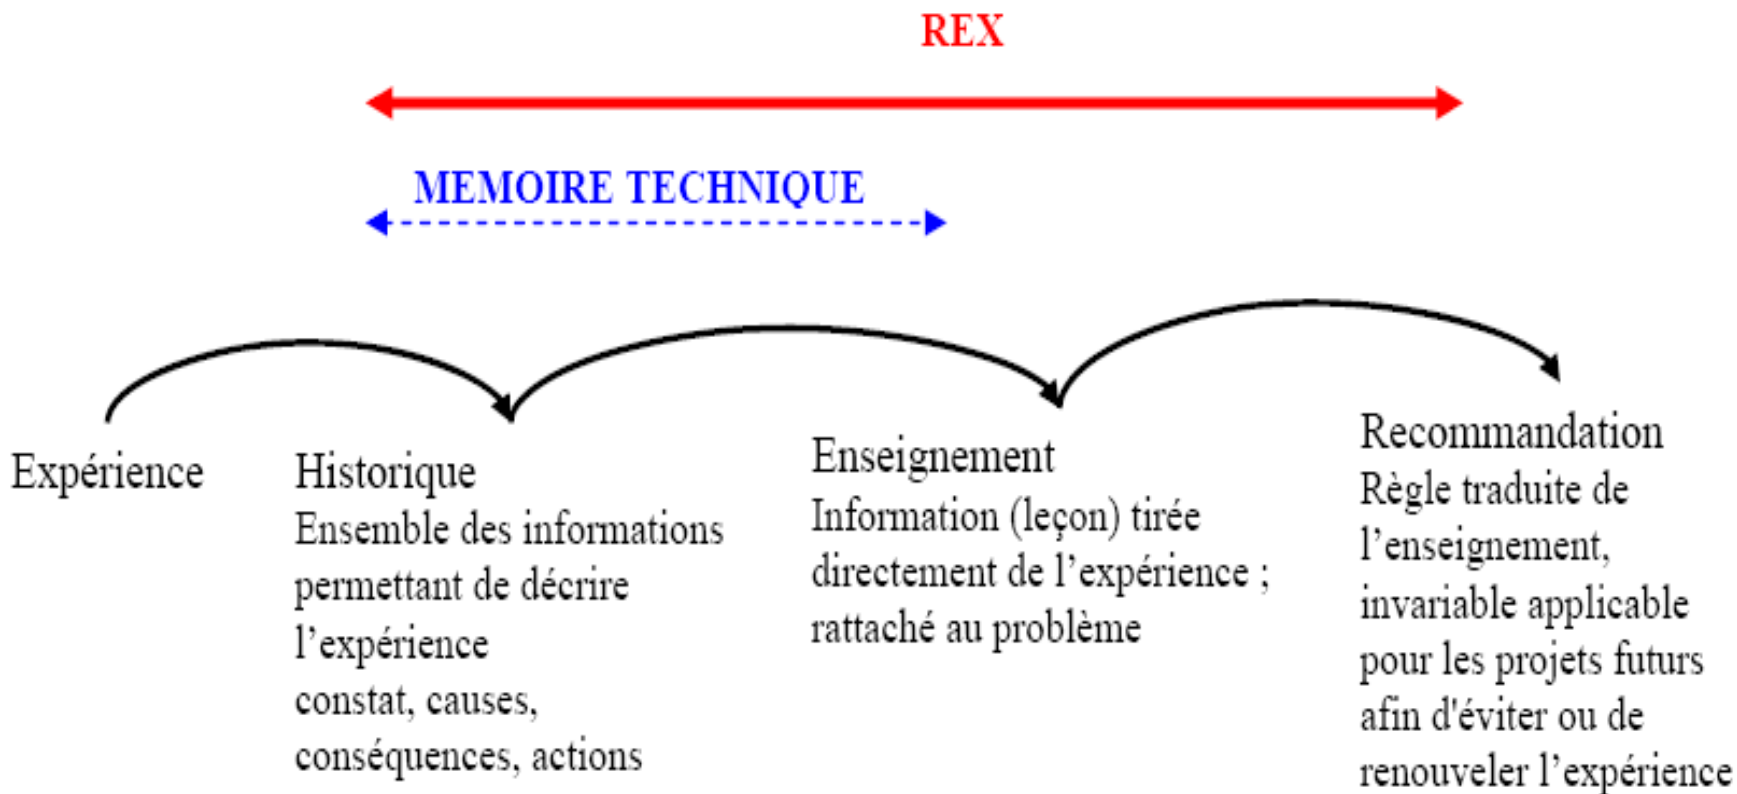 REX
MEMOIRE TECHNIQUE
Expérience
Historique
Ensemble des informations
permettant de décrire
l’expérience
constat, causes,
conséquences, actions
Enseignement
Information (leçon) tirée
directement de l’expérience ;
rattaché au problème
Recommandation
Règle traduite de
l’enseignement,
invariable applicable
pour les projets futurs
afin d'éviter ou de
renouveler l’expérience